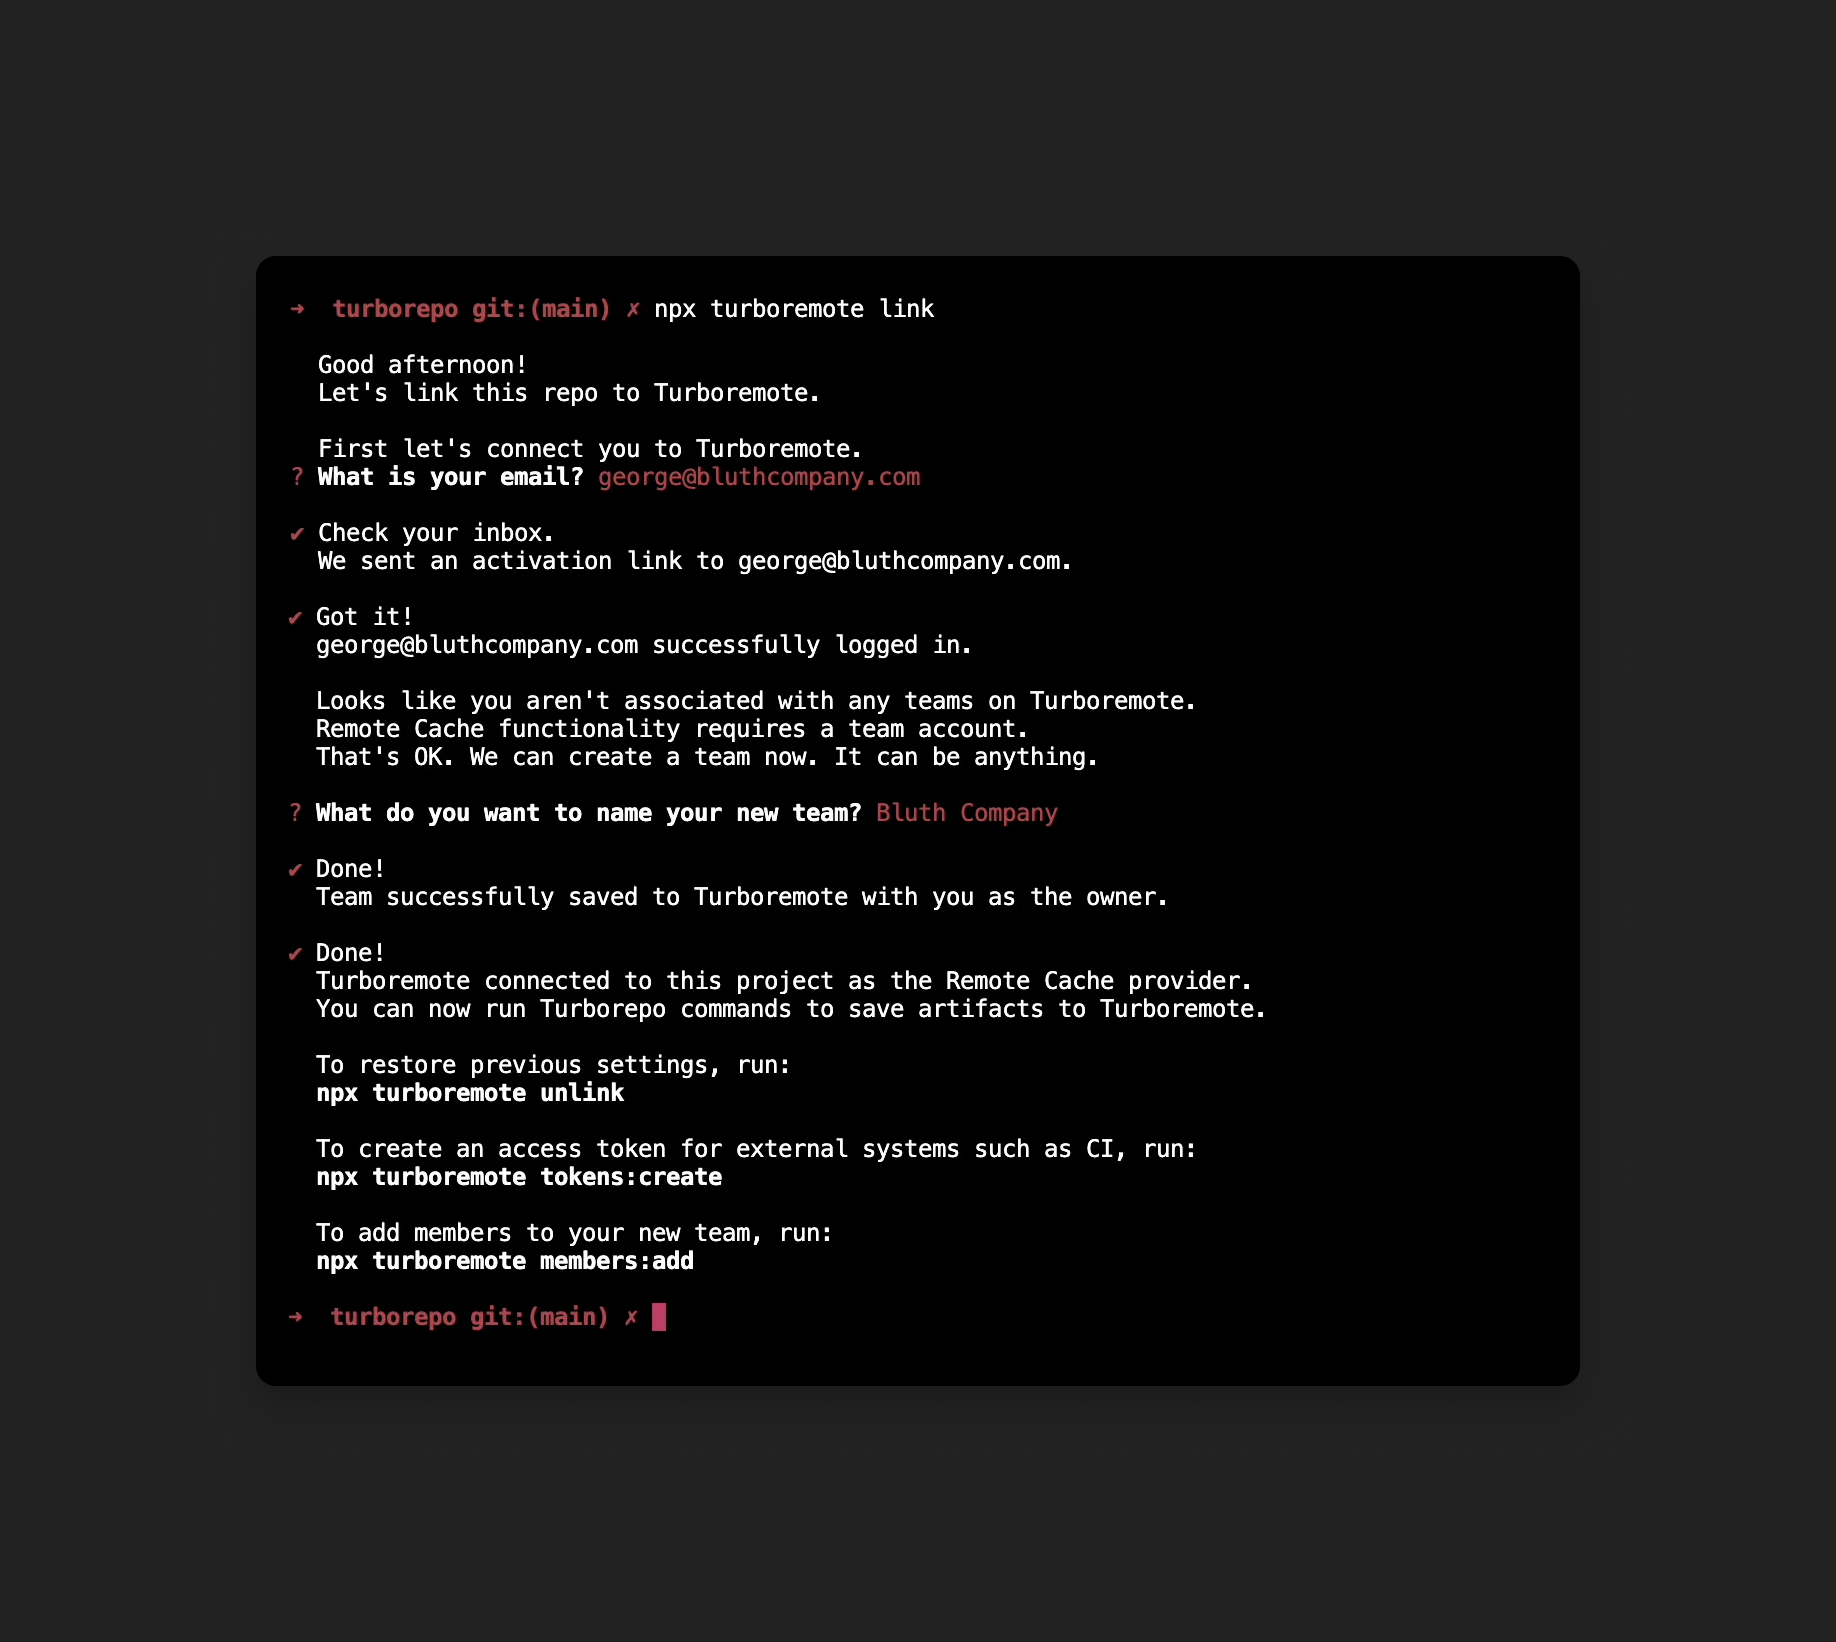 ➜  turborepo git:(main) ✗ npx turboremote link
Good afternoon!
Let's link this repo to Turboremote.
First let's connect you to Turboremote.
? What is your email? george@bluthcompany.com
✔ Check your inbox.
We sent an activation link to george@bluthcompany.com.
✔ Got it!
george@bluthcompany.com successfully logged in.
Looks like you aren't associated with any teams on Turboremote.
Remote Cache functionality requires a team account.
That's OK. We can create a team now. It can be anything.
? What do you want to name your new team? Bluth Company
✔ Done!
Team successfully saved to Turboremote with you as the owner.
✔ Done!
Turboremote connected to this project as the Remote Cache provider.
You can now run Turborepo commands to save artifacts to Turboremote.
To restore previous settings, run:
npx turboremote unlink
To create an access token for external systems such as CI, run:
npx turboremote tokens:create
To add members to your new team, run:
npx turboremote members:add
➜  turborepo git:(main) ✗